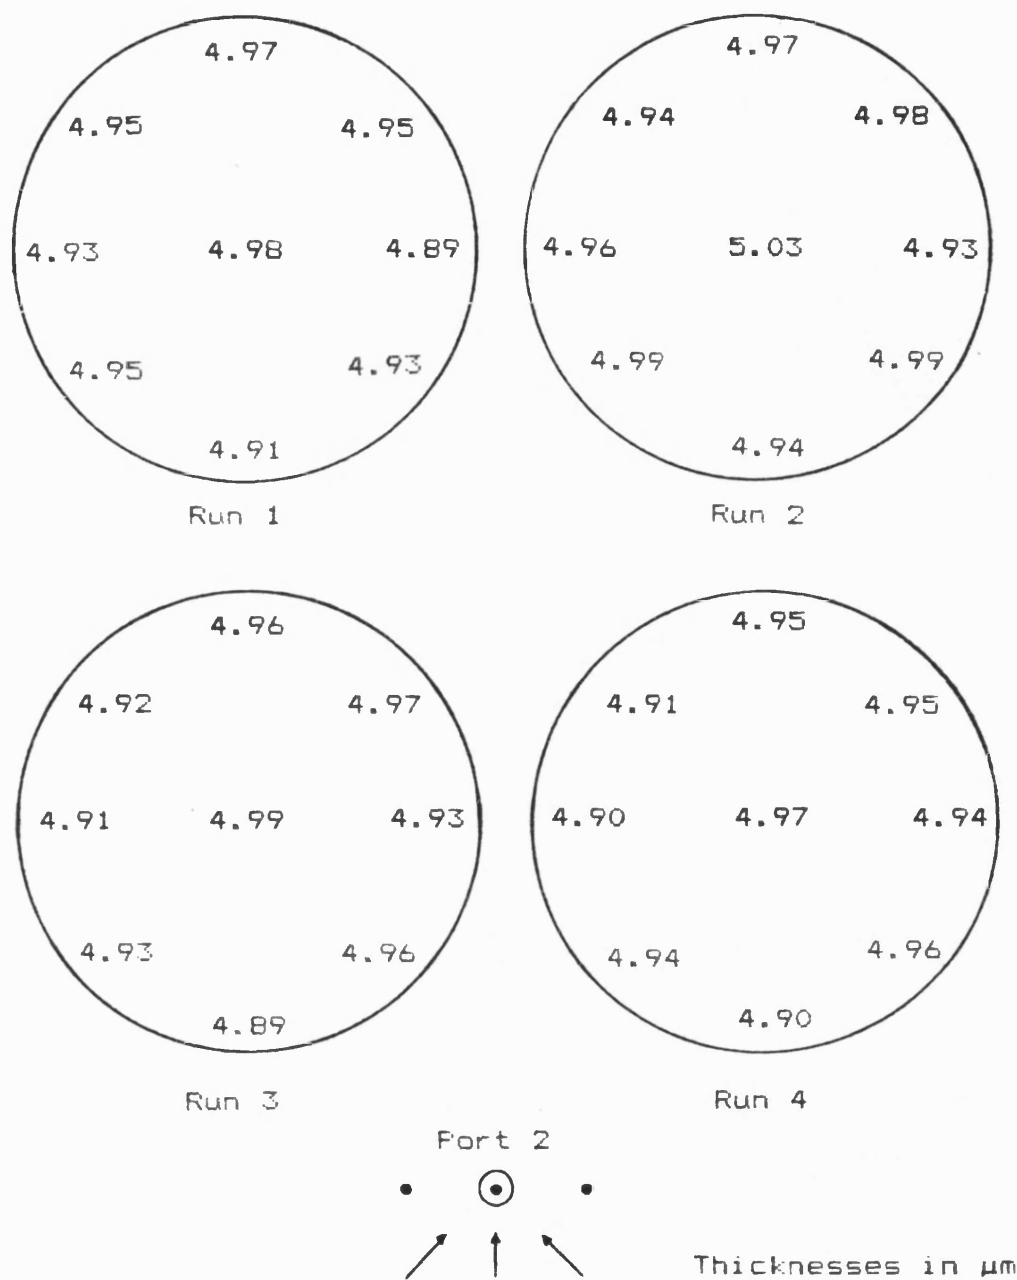 4.97
4.95 4.95
4.93 4.98 4.89
4.95 4.93
4.91
Run 1
4.97
4.94 4.98
4.96 5.03 4.93
4.99 4.99
4.94
Run 2
4.96
4.92 4.97
4.91 4.99 4.93
4.93 4.96
4.89
Run 3
4.95
4.91 4.95
4.90 4.97 4.94
4.94 4.96
4.90
Run 4
Port 2
Thicknesses in µm